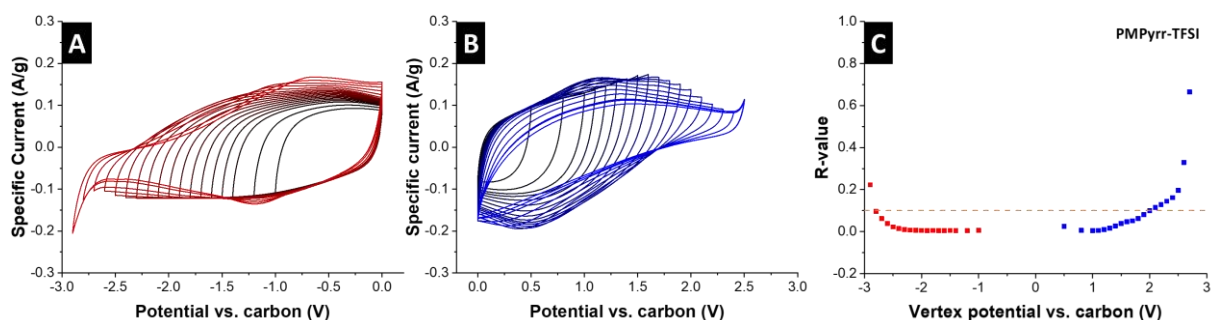 A
Specific Current (A/g)
0.3
0.2
0.1
0.0
-0.1
-0.2
-0.3
-3.0 -2.5 -2.0 -1.5 -1.0 -0.5 0.0
Potential vs. carbon (V)
B
Specific Current (A/g)
0.3
0.2
0.1
0.0
-0.1
-0.2
-0.3
0.0 0.5 1.0 1.5 2.0 2.5 3.0
Potential vs. carbon (V)
C
PMPyrr-TFSI
R-value
1.0
0.8
0.6
0.4
0.2
0.0
-0.2
-3 -2 -1 0 1 2 3
Vertex potential vs. carbon (V)